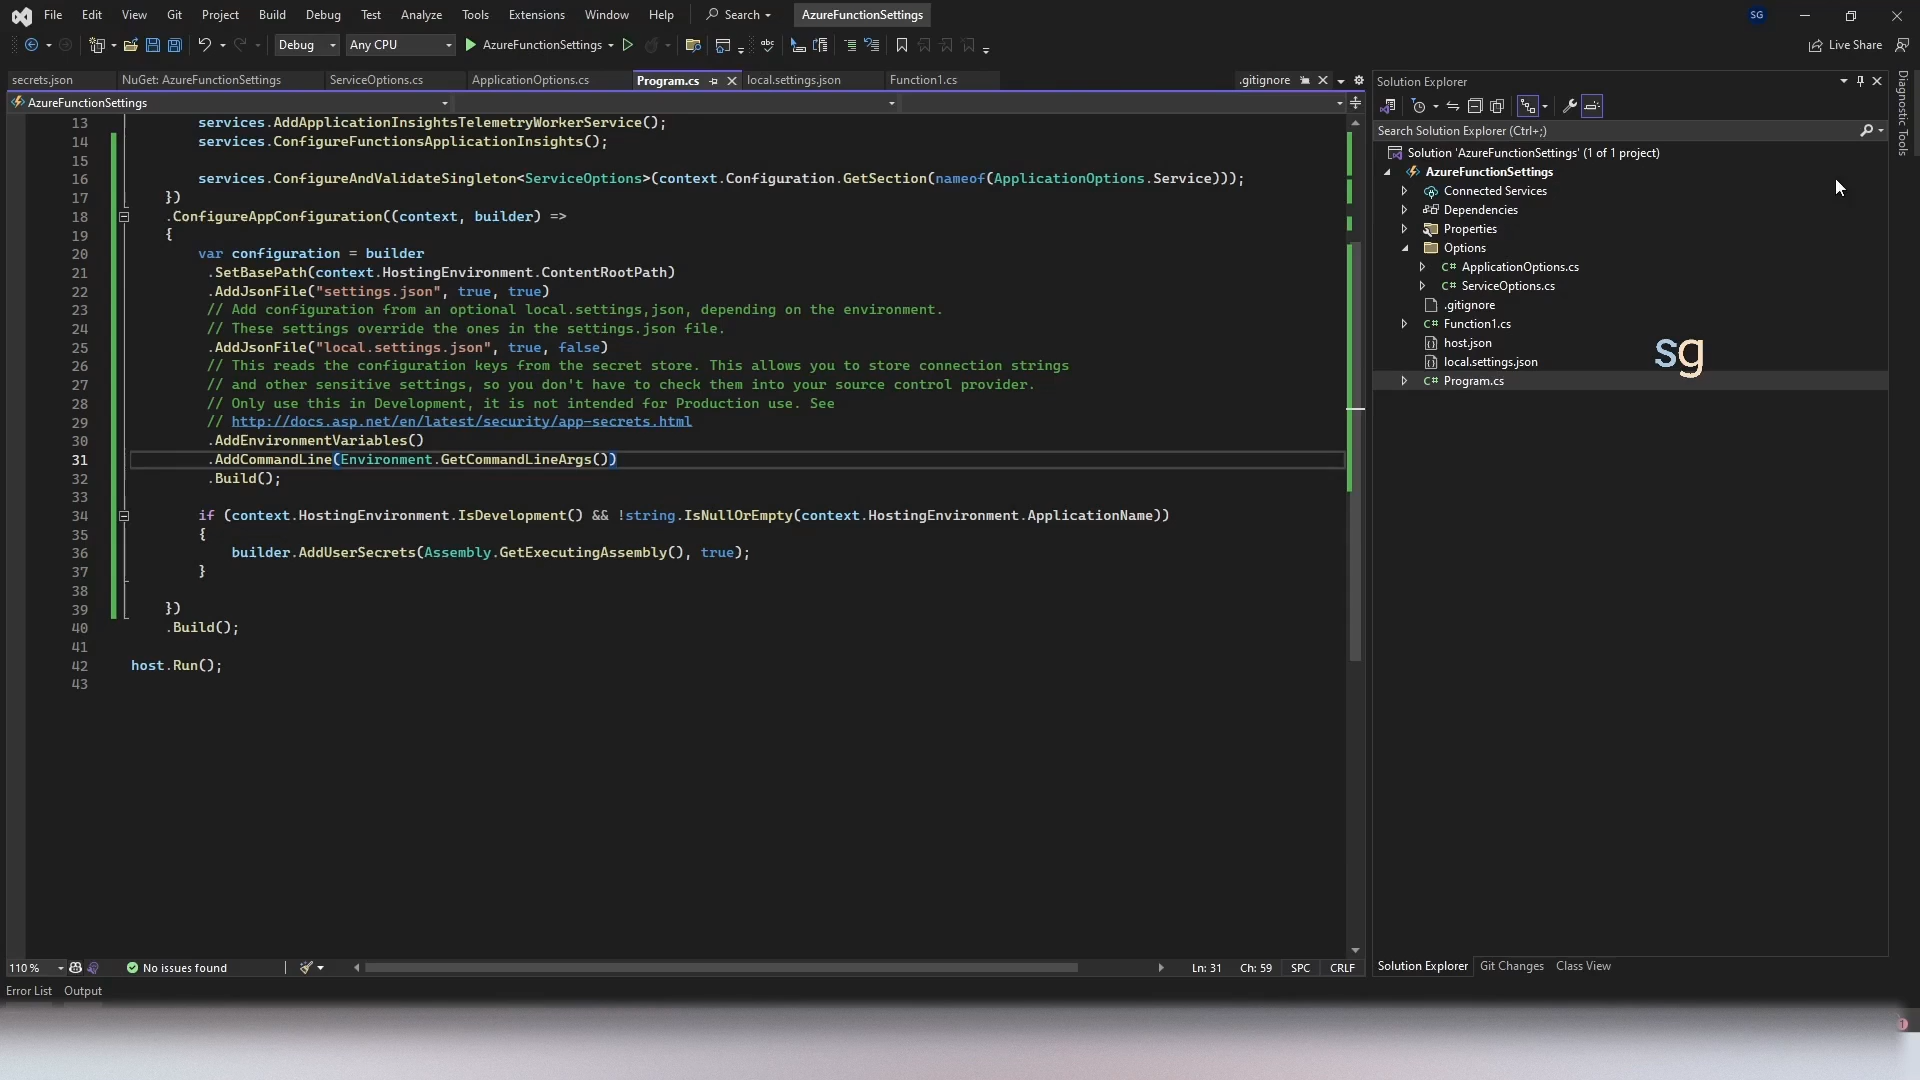 File Edit View Git Project Build Debug Test Analyze Tools Extensions Window Help Search AzureFunctionSettings SG
Debug Any CPU AzureFunctionSettings Live Share
secrets.json NuGet: AzureFunctionSettings ServiceOptions.cs ApplicationOptions.cs Program.cs local.settings.json Function1.cs .gitignore
AzureFunctionSettings
13 services.AddApplicationInsightsTelemetryWorkerService();
14 services.ConfigureFunctionsApplicationInsights();
15
16 services.ConfigureAndValidateSingleton<ServiceOptions>(context.Configuration.GetSection(nameof(ApplicationOptions.Service)));
17 })
18 .ConfigureAppConfiguration((context, builder) =>
19 {
20 var configuration = builder
21 .SetBasePath(context.HostingEnvironment.ContentRootPath)
22 .AddJsonFile("settings.json", true, true)
23 // Add configuration from an optional local.settings,json, depending on the environment.
24 // These settings override the ones in the settings.json file.
25 .AddJsonFile("local.settings.json", true, false)
26 // This reads the configuration keys from the secret store. This allows you to store connection strings
27 // and other sensitive settings, so you don't have to check them into your source control provider.
28 // Only use this in Development, it is not intended for Production use. See
29 // http://docs.asp.net/en/latest/security/app-secrets.html
30 .AddEnvironmentVariables()
31 .AddCommandLine(Environment.GetCommandLineArgs())
32 .Build();
33
34 if (context.HostingEnvironment.IsDevelopment() && !string.IsNullOrEmpty(context.HostingEnvironment.ApplicationName))
35 {
36 builder.AddUserSecrets(Assembly.GetExecutingAssembly(), true);
37 }
38
39 })
40 .Build();
41
42 host.Run();
43
110 % No issues found Ln: 31 Ch: 59 SPC CRLF
Error List Output
Solution Explorer
Search Solution Explorer (Ctrl+;)
Solution 'AzureFunctionSettings' (1 of 1 project)
AzureFunctionSettings
Connected Services
Dependencies
Properties
Options
C# ApplicationOptions.cs
C# ServiceOptions.cs
.gitignore
C# Function1.cs
host.json
local.settings.json
C# Program.cs
sg
Solution Explorer Git Changes Class View
Diagnostic Tools
1